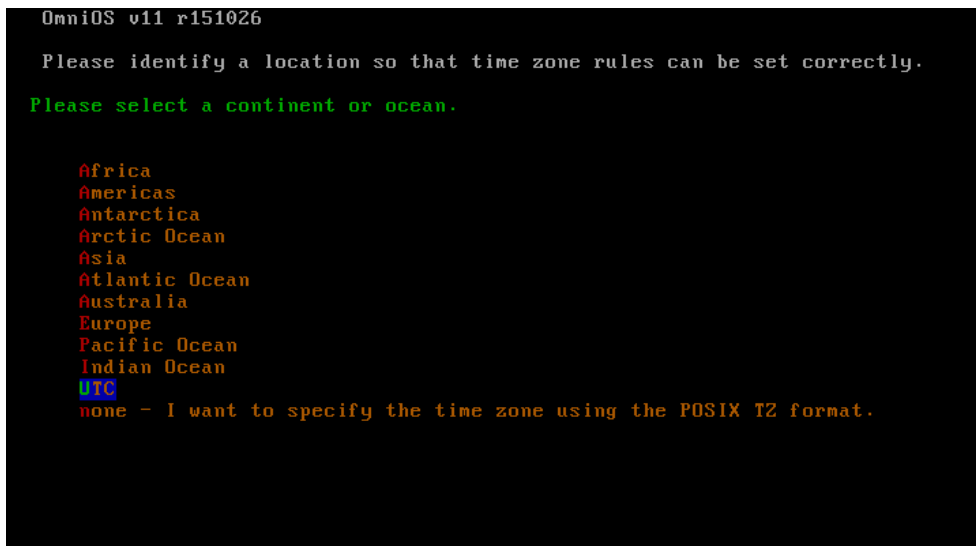 OmniOS v11 r151026
Please identify a location so that time zone rules can be set correctly.
Please select a continent or ocean.
Africa
Americas
Antarctica
Arctic Ocean
Asia
Atlantic Ocean
Australia
Europe
Pacific Ocean
Indian Ocean
UTC
none - I want to specify the time zone using the POSIX TZ format.